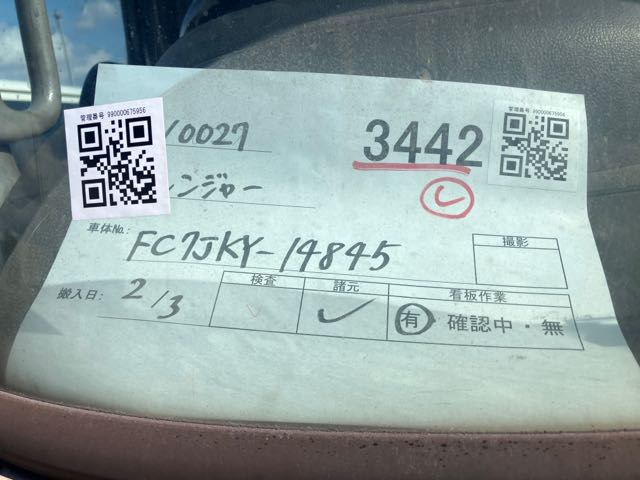 管理番号 990000675956
管理番号 990000675956
10027
3442
レンジャー
車体No.: FC7JKY-14845
撮影
搬入日: 2/3
検査 諸元 看板作業
有・確認中・無